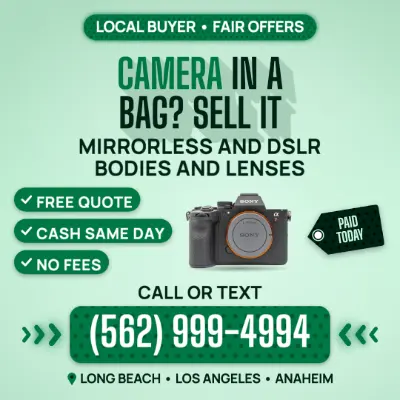 LOCAL BUYER • FAIR OFFERS
CAMERA IN A
BAG? SELL IT
MIRRORLESS AND DSLR
BODIES AND LENSES
FREE QUOTE
CASH SAME DAY
NO FEES
SONY
α
SONY
PAID
TODAY
CALL OR TEXT
(562) 999-4994
LONG BEACH • LOS ANGELES • ANAHEIM